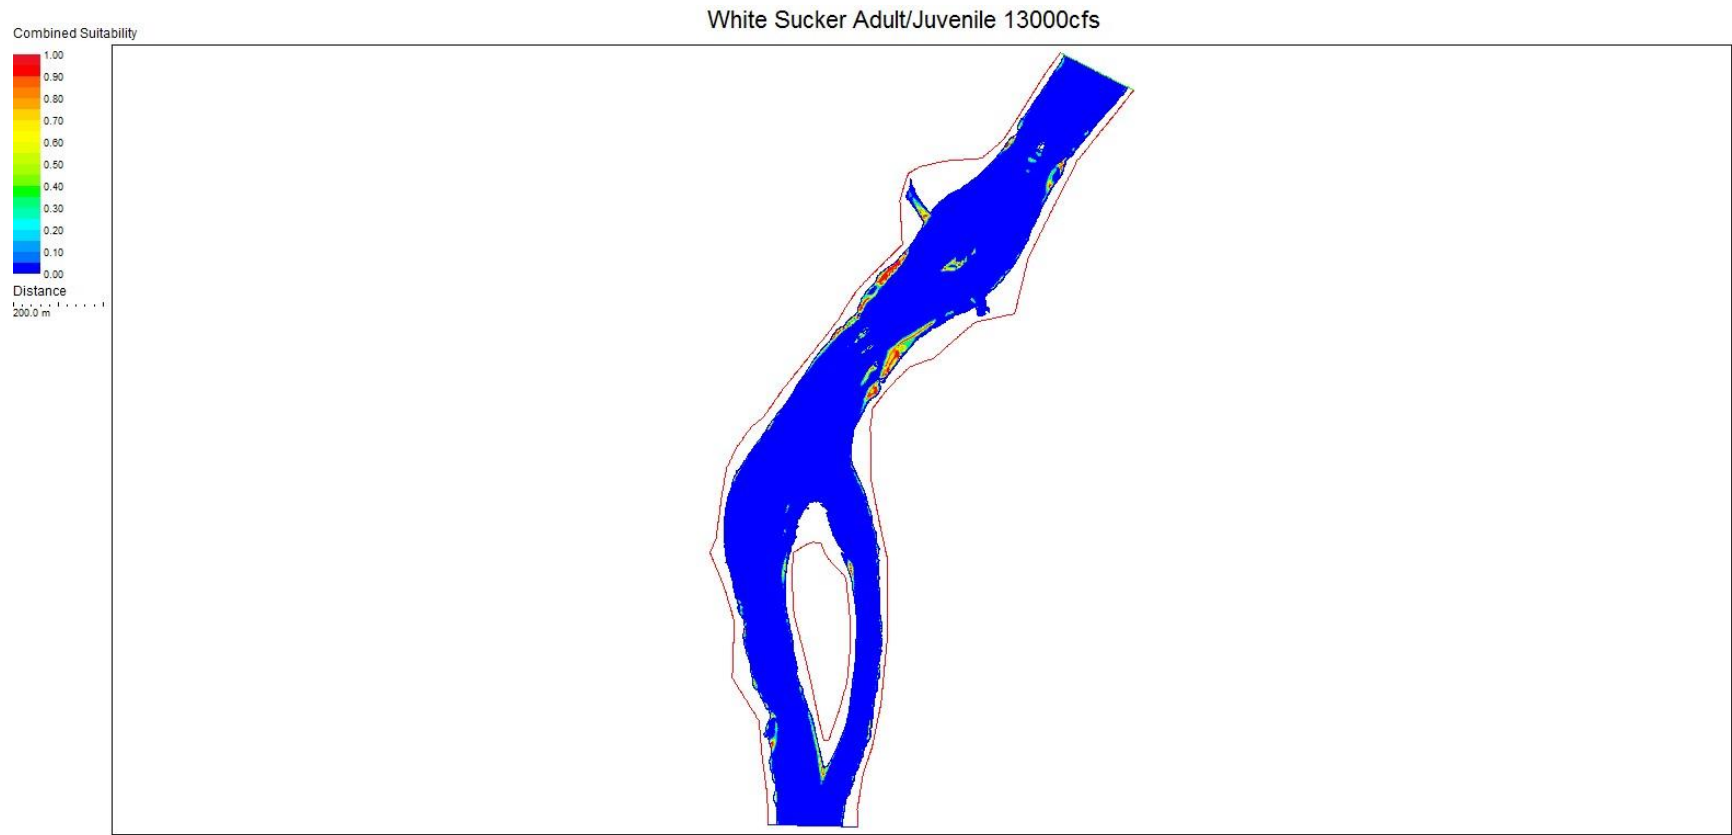 White Sucker Adult/Juvenile 13000cfs
Combined Suitability
1.00
0.90
0.80
0.70
0.60
0.50
0.40
0.30
0.20
0.10
0.00
Distance
200.0 m